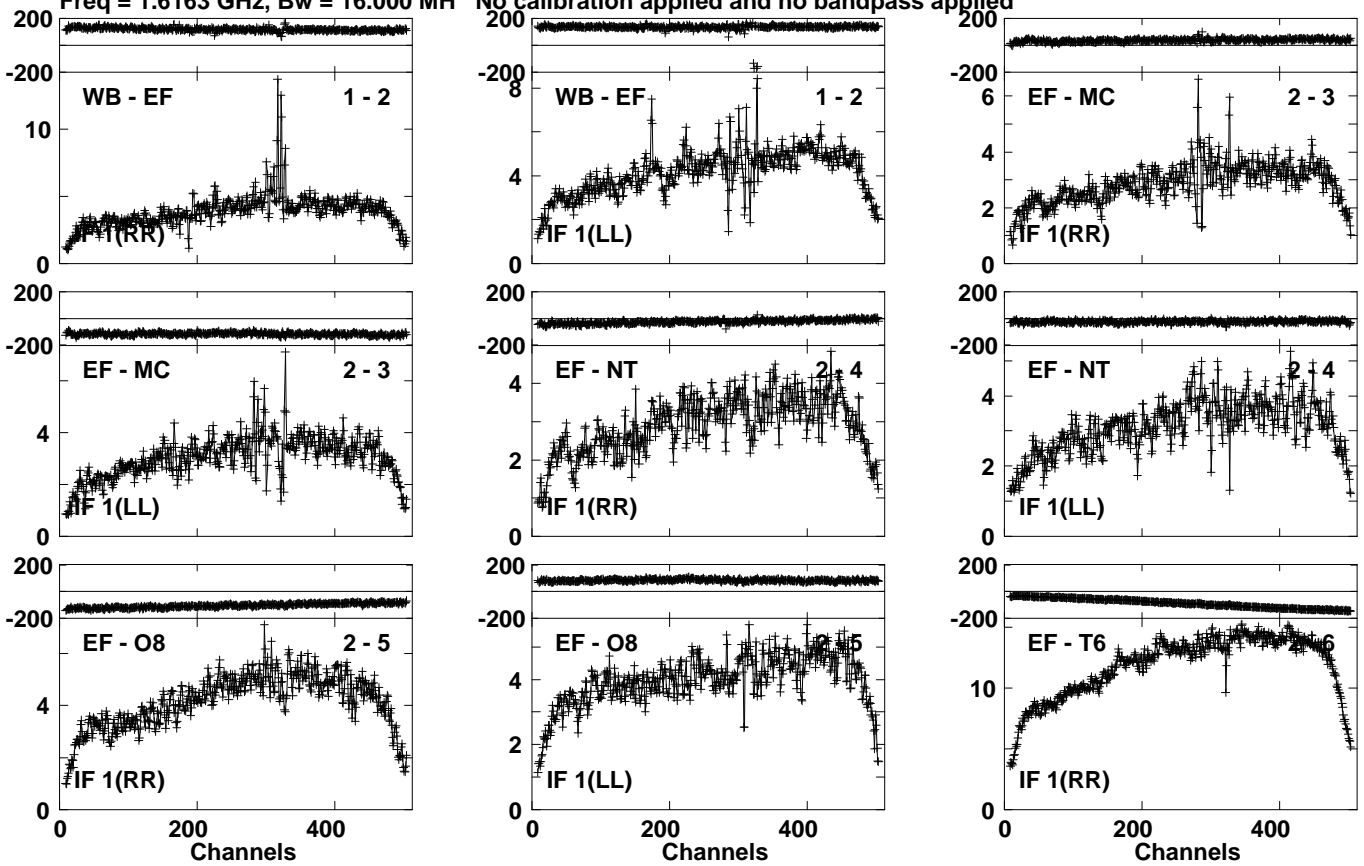 Freq = 1.6163 GHz, Bw = 16.000 MH No calibration applied and no bandpass applied
200 200 200
-200 -200 -200
WB - EF 1 - 2 8 WB - EF 1 - 2 6 EF - MC 2 - 3
10 4 4
2
IF 1(RR) IF 1(LL) IF 1(RR)
0 0 0
200 200 200
-200 -200 -200
EF - MC 2 - 3 EF - NT 2 - 4 EF - NT 2 - 4
4 4 4
2 2
IF 1(LL) IF 1(RR) IF 1(LL)
0 0 0
200 200 200
-200 -200 -200
EF - O8 2 - 5 EF - O8 2 - 5 EF - T6 2 - 6
4 4 10
2
IF 1(RR) IF 1(LL) IF 1(RR)
0 0 0
0 200 400 0 200 400 0 200 400
Channels Channels Channels